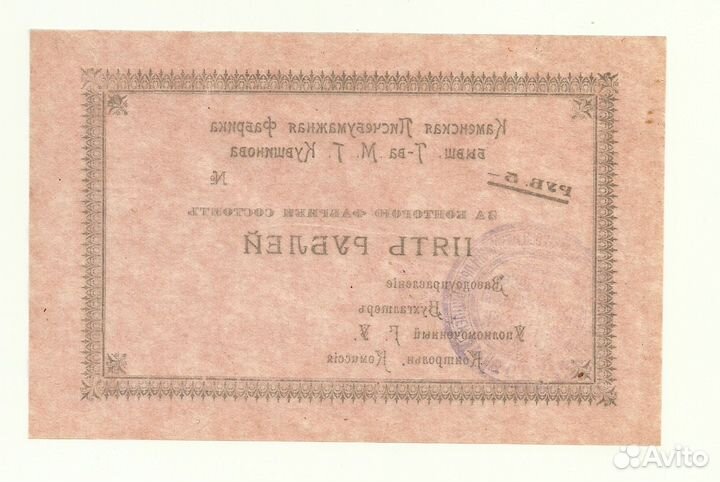 Каменская Писчебумажная Фабрика
бывш. Т-ва М. Г. Кувшинова
РУБ. 5-
№
ЗА КОНТОРОЮ ФАБРИКИ СОСТОИТЪ
ПЯТЬ РУБЛЕЙ
Заводоуправленіе
Бухгалтеръ
Уполномоченный Г. У.
Контрольн. Комиссія
Avito